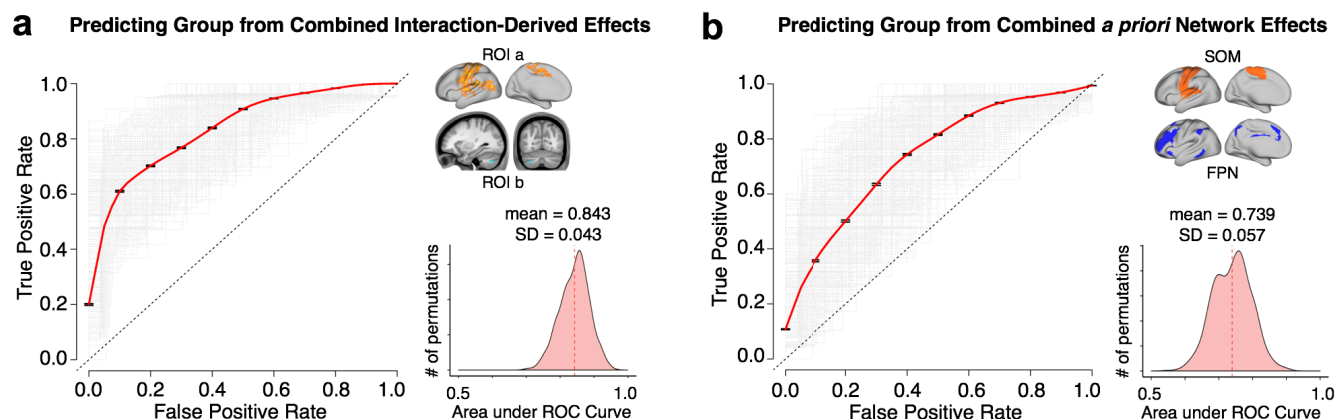 a Predicting Group from Combined Interaction-Derived Effects
ROI a
ROI b
True Positive Rate
1.0
0.8
0.6
0.4
0.2
0.0
0.0 0.2 0.4 0.6 0.8 1.0
False Positive Rate
mean = 0.843
SD = 0.043
# of permutations
0.5 1.0
Area under ROC Curve
b Predicting Group from Combined a priori Network Effects
SOM
FPN
True Positive Rate
1.0
0.8
0.6
0.4
0.2
0.0
0.0 0.2 0.4 0.6 0.8 1.0
False Positive Rate
mean = 0.739
SD = 0.057
# of permutations
0.5 1.0
Area under ROC Curve